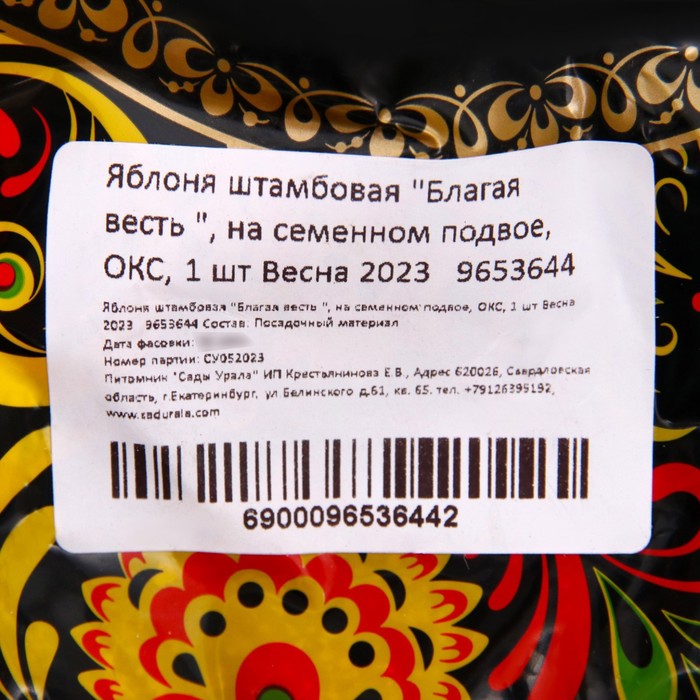 Яблоня штамбовая "Благая
весть ", на семенном подвое,
ОКС, 1 шт Весна 2023 9653644
Яблоня штамбовая "Благая весть ", на семенном подвое, ОКС, 1 шт Весна
2023 9653644 Состав: Посадочный материал
Дата фасовки:
Номер партии: СУ052023
Питомник "Сады Урала" ИП Кресталнинова Е.В., Адрес 620026, Свердловская
область, г.Екатеринбург, ул Белинского д.61, кв. 65. тел. +79126395192,
www.sadurala.com
6900096536442